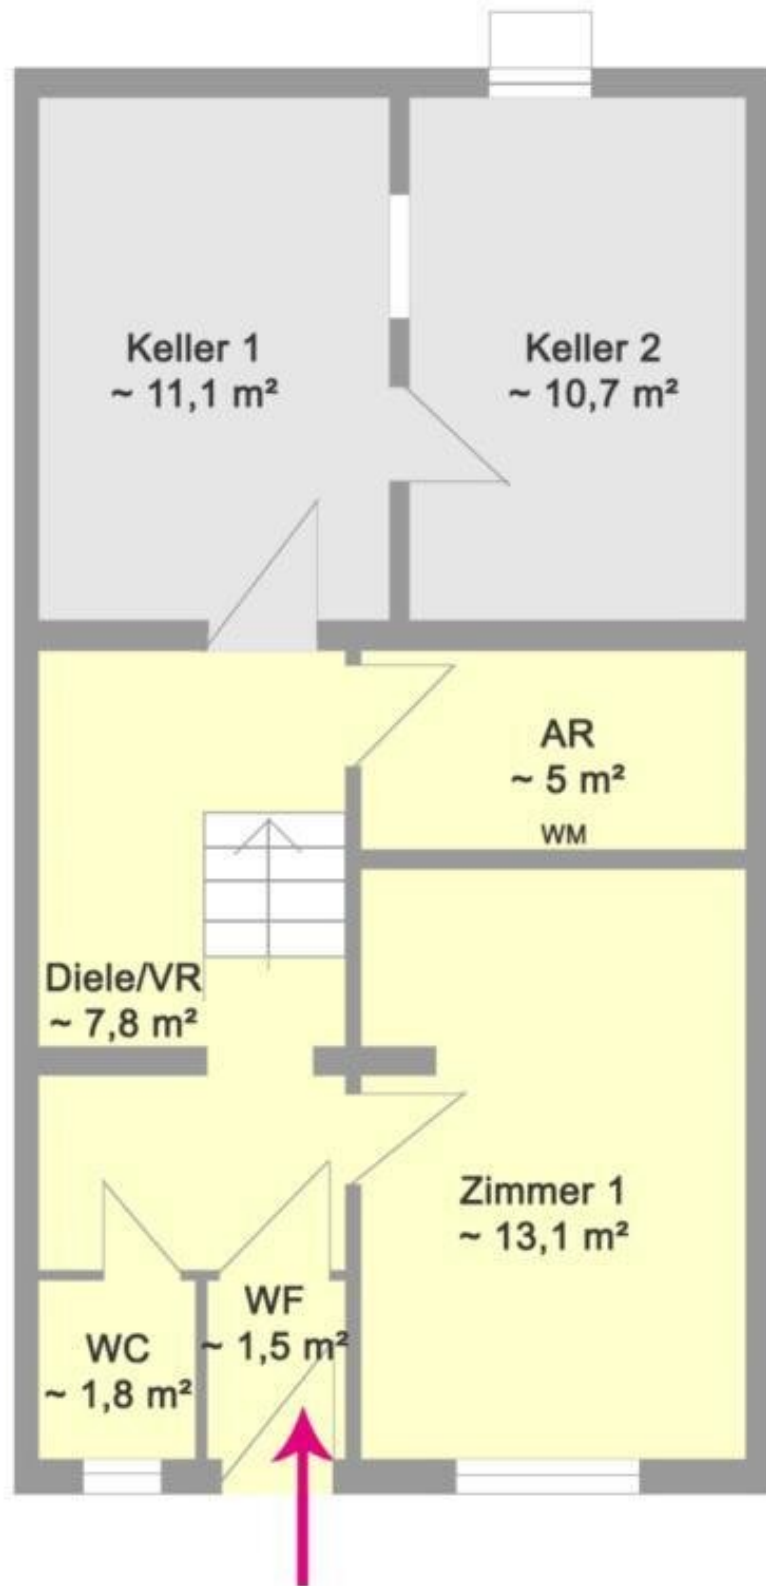 Keller 1
~ 11,1 m²
Keller 2
~ 10,7 m²
AR
~ 5 m²
WM
Diele/VR
~ 7,8 m²
Zimmer 1
~ 13,1 m²
WF
~ 1,5 m²
WC
~ 1,8 m²